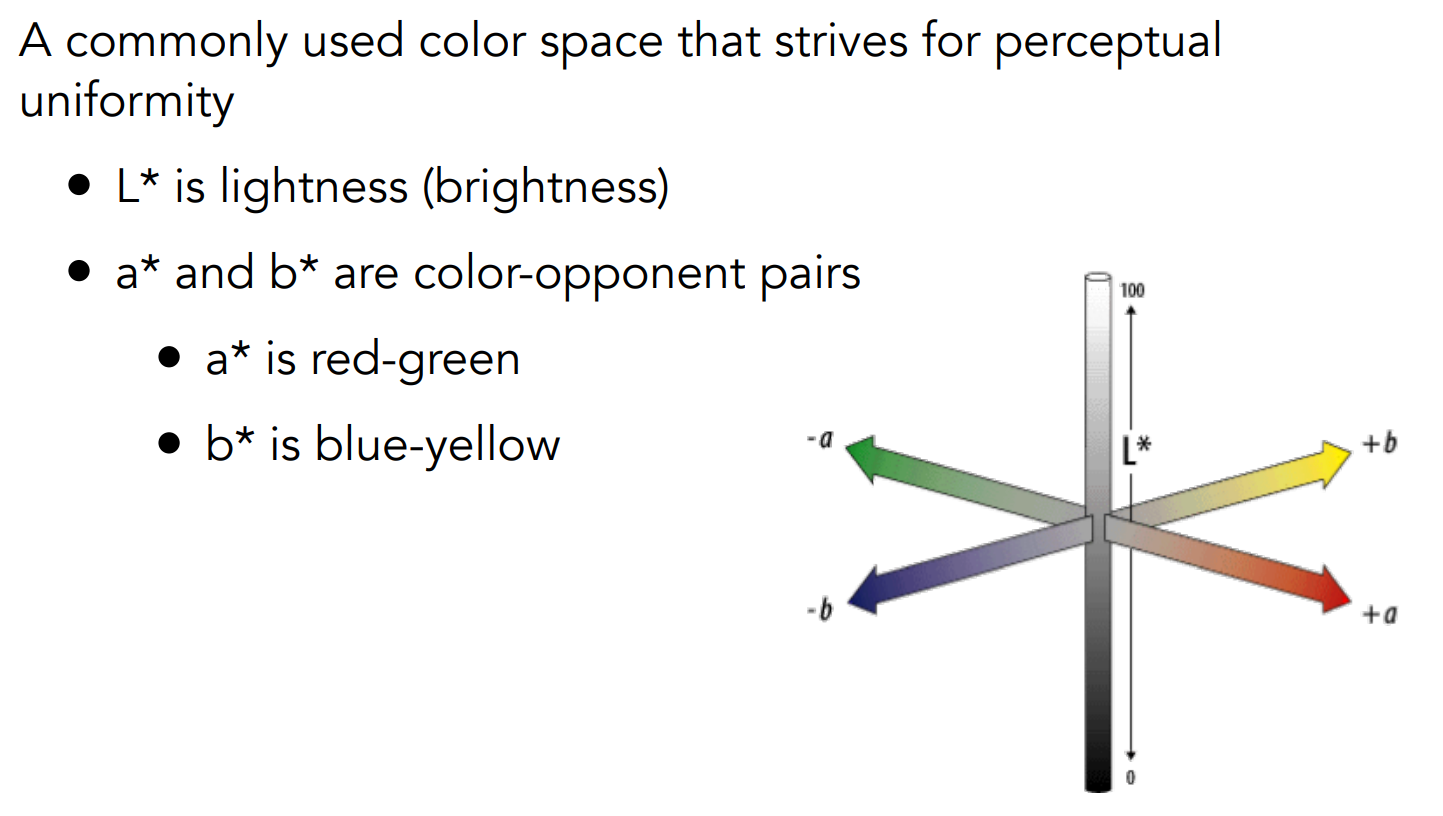 A commonly used color space that strives for perceptual
uniformity
• L* is lightness (brightness)
• a* and b* are color-opponent pairs
• a* is red-green
• b* is blue-yellow
100
-a
L*
+b
-b
+a
0